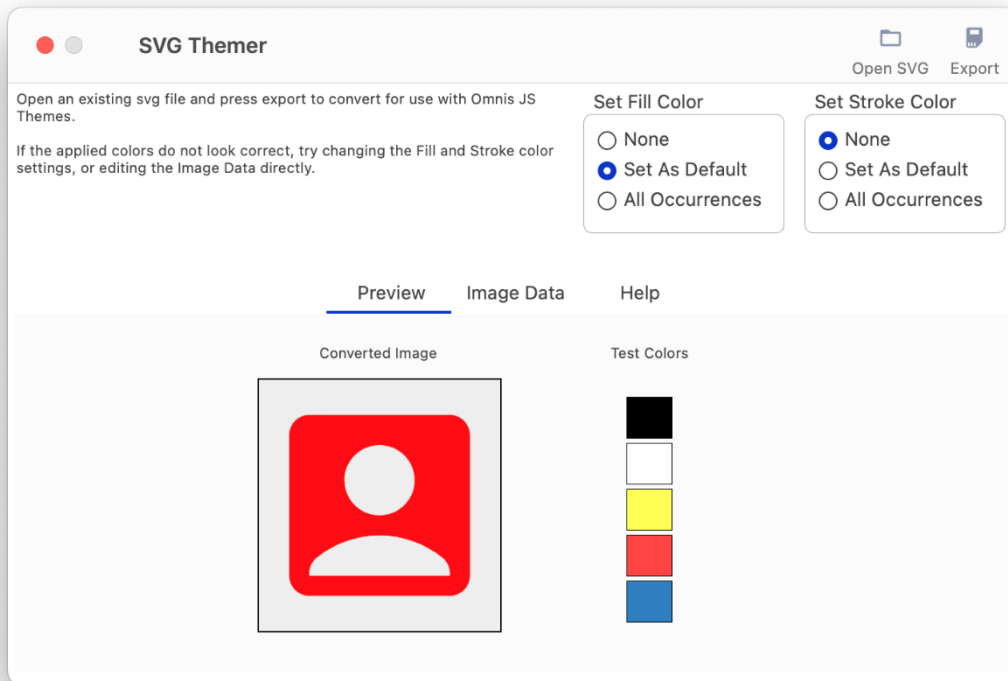 SVG Themer
Open SVG
Export
Open an existing svg file and press export to convert for use with Omnis JS
Themes.
If the applied colors do not look correct, try changing the Fill and Stroke color
settings, or editing the Image Data directly.
Set Fill Color
None
Set As Default
All Occurrences
Set Stroke Color
None
Set As Default
All Occurrences
Preview
Image Data
Help
Converted Image
Test Colors